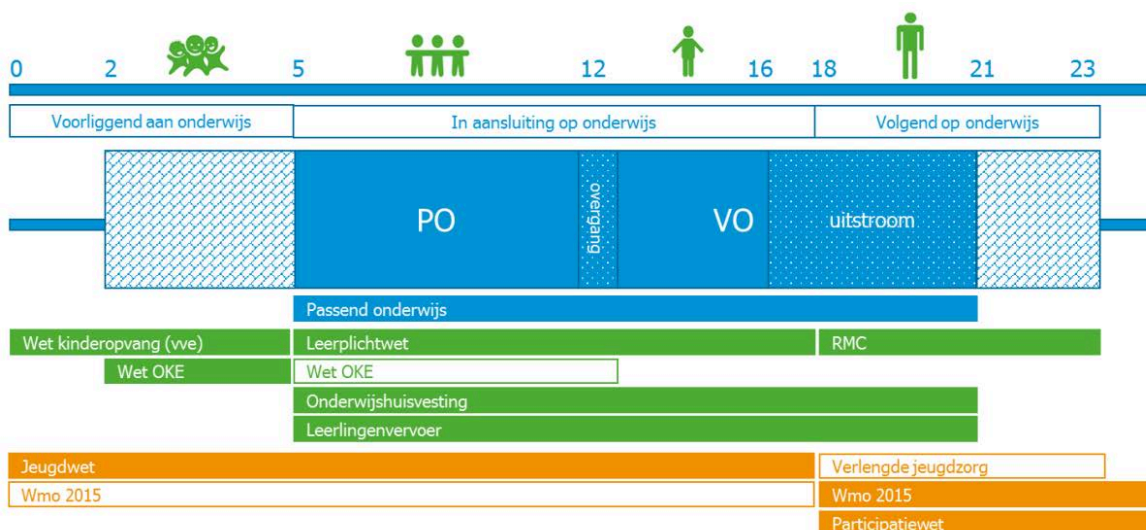 0 2 5 12 16 18 21 23
Voorliggend aan onderwijs In aansluiting op onderwijs Volgend op onderwijs
PO overgang VO uitstroom
Passend onderwijs
Wet kinderopvang (vve) Leerplichtwet RMC
Wet OKE Wet OKE
Onderwijshuisvesting
Leerlingenvervoer
Jeugdwet Verlengde jeugdzorg
Wmo 2015 Wmo 2015
Participatiewet